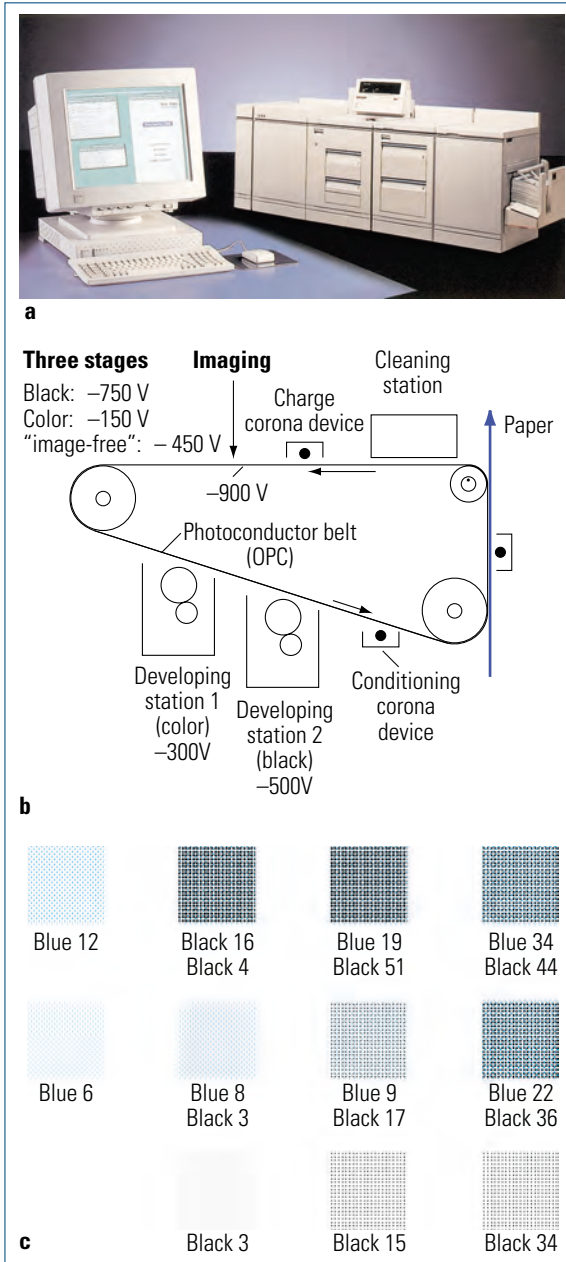 a
Three stages
Black: –750 V
Color: –150 V
"image-free": – 450 V
Imaging
Charge
corona device
Cleaning
station
Paper
–900 V
Photoconductor belt
(OPC)
Developing
station 1
(color)
–300V
Developing
station 2
(black)
–500V
Conditioning
corona
device
b
Blue 12
Black 16
Black 4
Blue 19
Black 51
Blue 34
Black 44
Blue 6
Blue 8
Black 3
Blue 9
Black 17
Blue 22
Black 36
c
Black 3
Black 15
Black 34